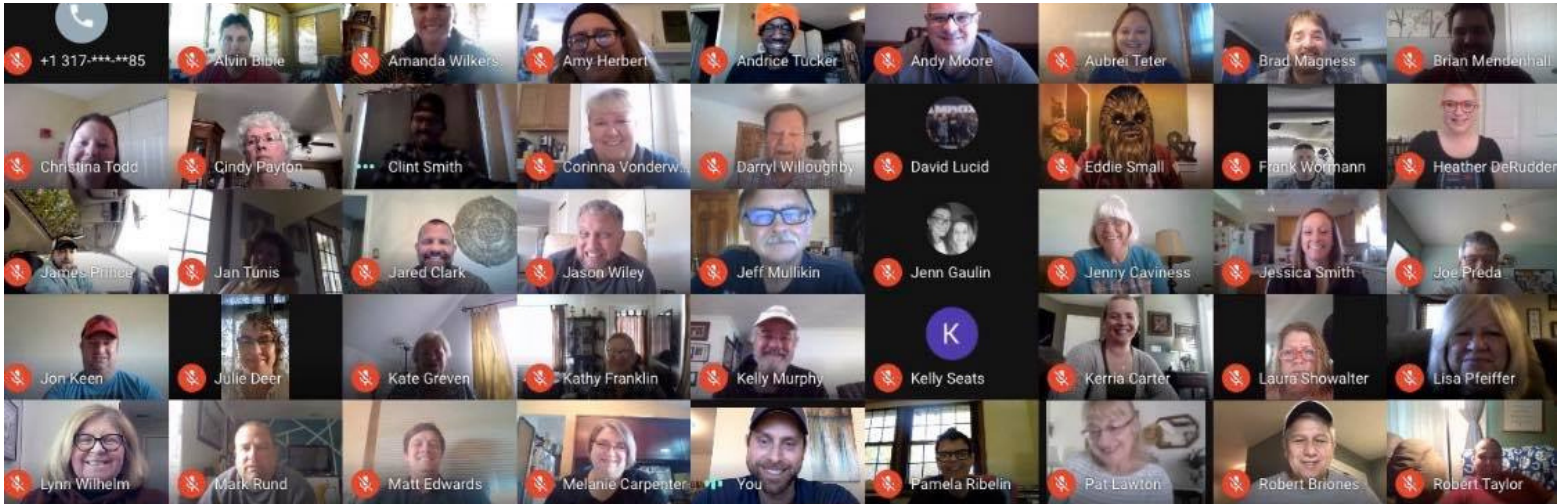 +1 317-***-**85
Alvin Bible
Amanda Wilkers
Amy Herbert
Andrice Tucker
Andy Moore
Aubrei Teter
Brad Magness
Brian Mendenhall
Christina Todd
Cindy Payton
Clint Smith
Corinna Vonderw...
Darryl Willoughby
David Lucid
Eddie Small
Frank Wormann
Heather DeRudder
James Prince
Jan Tunis
Jared Clark
Jason Wiley
Jeff Mullikin
Jenn Gaulin
Jenny Caviness
Jessica Smith
Joe Preda
Jon Keen
Julie Deer
Kate Greven
Kathy Franklin
Kelly Murphy
K
Kelly Seats
Kerria Carter
Laura Showalter
Lisa Pfeiffer
Lynn Wilhelm
Mark Rund
Matt Edwards
Melanie Carpenter
You
Pamela Ribelin
Pat Lawton
Robert Briones
Robert Taylor